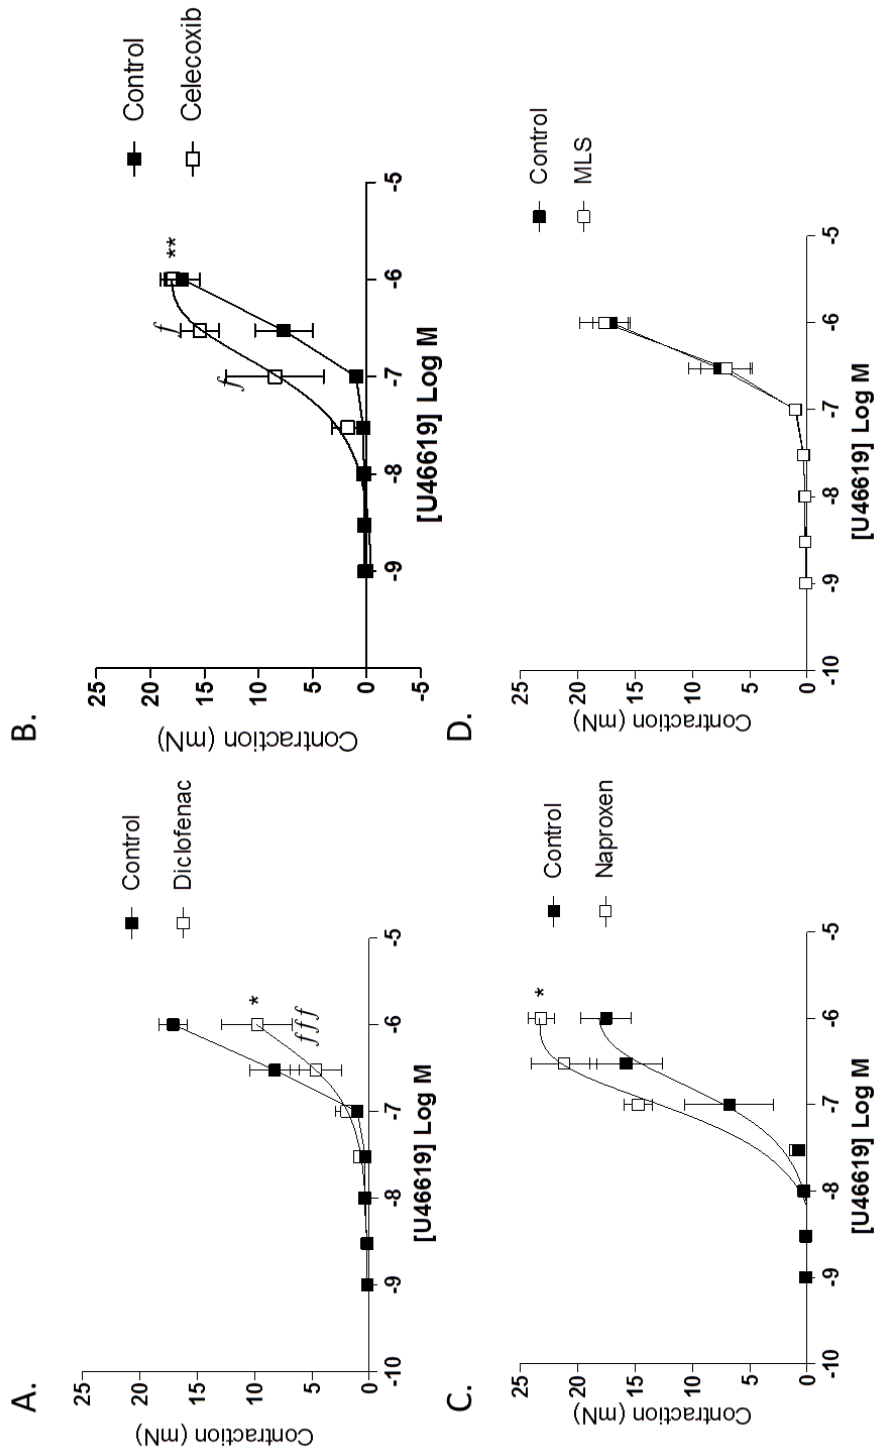 A.
Contraction (mN)
25
20
15
10
5
0
-10
-9
-8
-7
-6
-5
[U46619] Log M
*
fff
Control
Diclofenac
B.
Contraction (mN)
25
20
15
10
5
0
-5
-9
-8
-7
-6
-5
[U46619] Log M
f
f
**
Control
Celecoxib
C.
Contraction (mN)
25
20
15
10
5
0
-10
-9
-8
-7
-6
-5
[U46619] Log M
*
Control
Naproxen
D.
Contraction (mN)
25
20
15
10
5
0
-10
-9
-8
-7
-6
-5
[U46619] Log M
Control
MLS